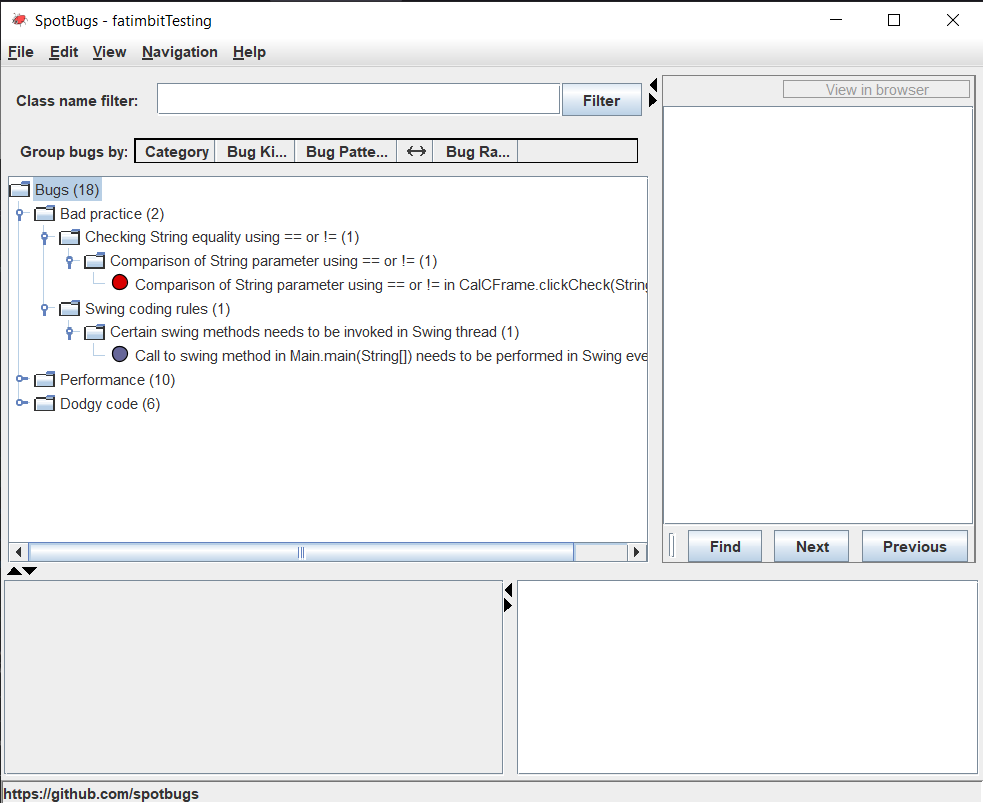 SpotBugs - fatimbitTesting
File Edit View Navigation Help
Class name filter: Filter
View in browser
Group bugs by: Category Bug Ki... Bug Patte... Bug Ra...
Bugs (18)
Bad practice (2)
Checking String equality using == or != (1)
Comparison of String parameter using == or != (1)
Comparison of String parameter using == or != in CalCFrame.clickCheck(String
Swing coding rules (1)
Certain swing methods needs to be invoked in Swing thread (1)
Call to swing method in Main.main(String[]) needs to be performed in Swing eve
Performance (10)
Dodgy code (6)
Find Next Previous
https://github.com/spotbugs